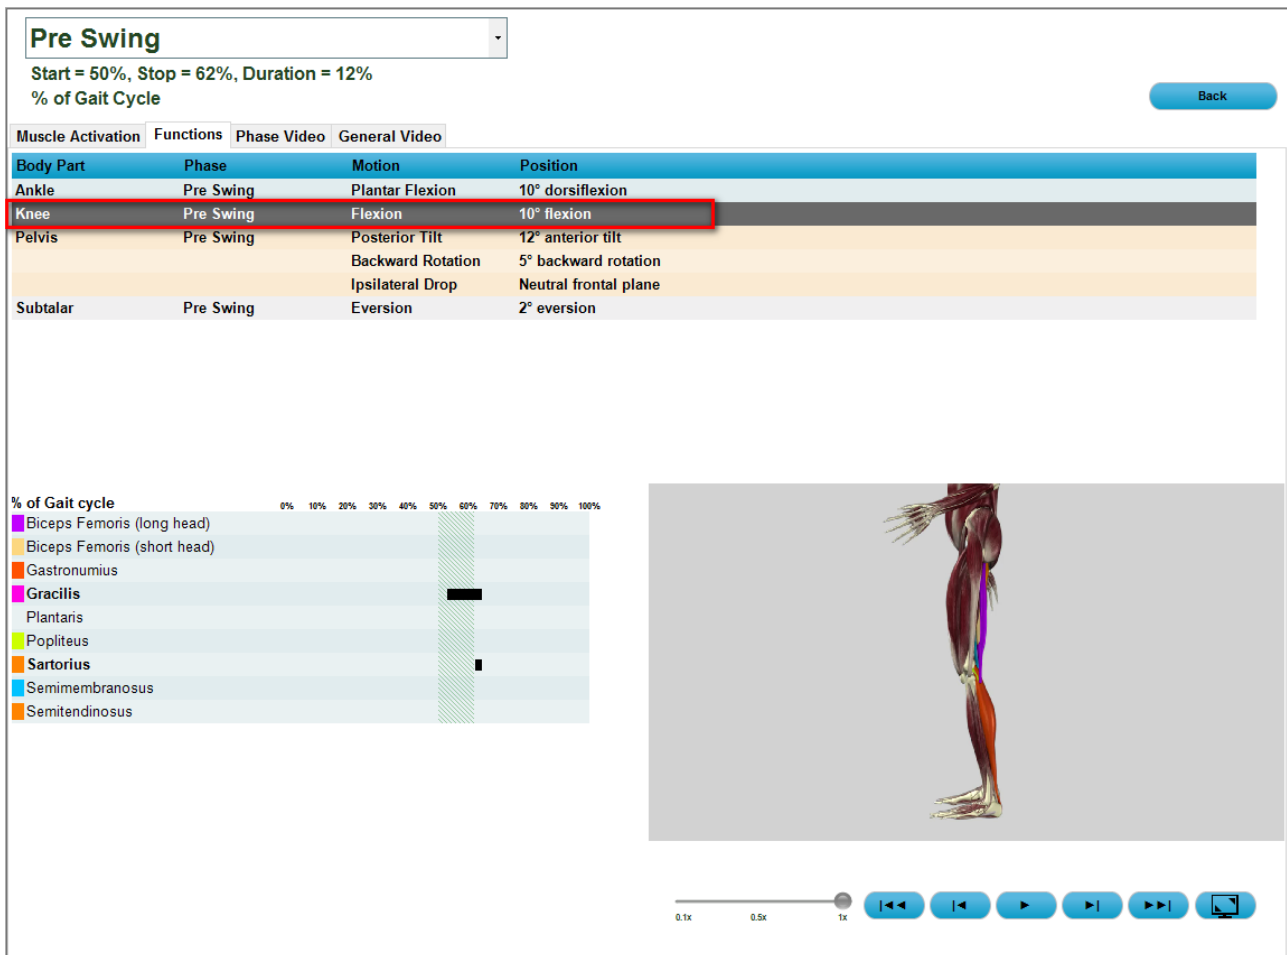 Pre Swing
Start = 50%, Stop = 62%, Duration = 12%
% of Gait Cycle
Back
Muscle Activation Functions Phase Video General Video
Body Part Phase Motion Position
Ankle Pre Swing Plantar Flexion 10° dorsiflexion
Knee Pre Swing Flexion 10° flexion
Pelvis Pre Swing Posterior Tilt 12° anterior tilt
Backward Rotation 5° backward rotation
Ipsilateral Drop Neutral frontal plane
Subtalar Pre Swing Eversion 2° eversion
% of Gait cycle 0% 10% 20% 30% 40% 50% 60% 70% 80% 90% 100%
Biceps Femoris (long head)
Biceps Femoris (short head)
Gastronumius
Gracilis
Plantaris
Popliteus
Sartorius
Semimembranosus
Semitendinosus
0.1x 0.5x 1x